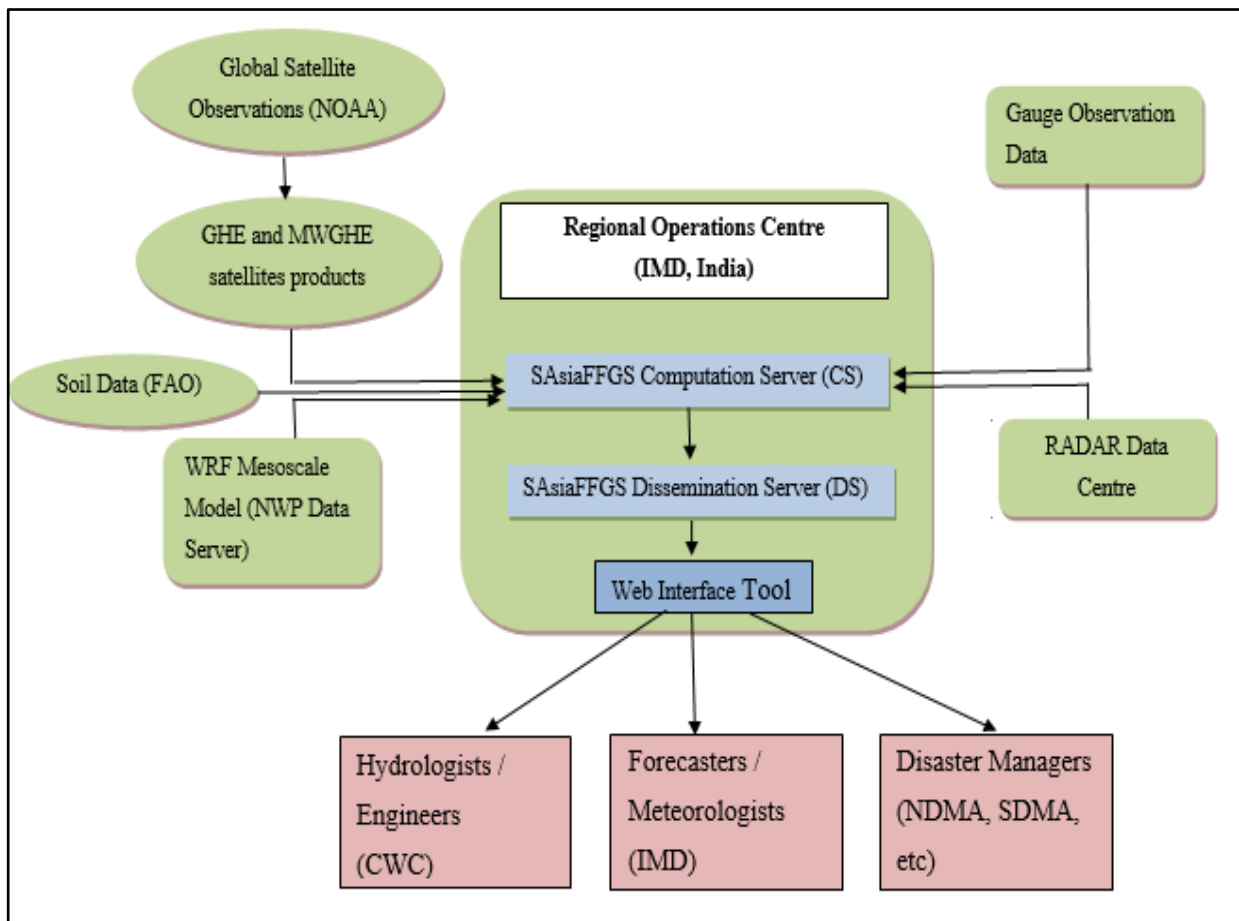 Global Satellite
Observations (NOAA)
Gauge Observation
Data
GHE and MWGHE
satellites products
Regional Operations Centre
(IMD, India)
Soil Data (FAO)
SAsiaFFGS Computation Server (CS)
WRF Mesoscale
Model (NWP Data
Server)
RADAR Data
Centre
SAsiaFFGS Dissemination Server (DS)
Web Interface Tool
Hydrologists /
Engineers
(CWC)
Forecasters /
Meteorologists
(IMD)
Disaster Managers
(NDMA, SDMA,
etc)